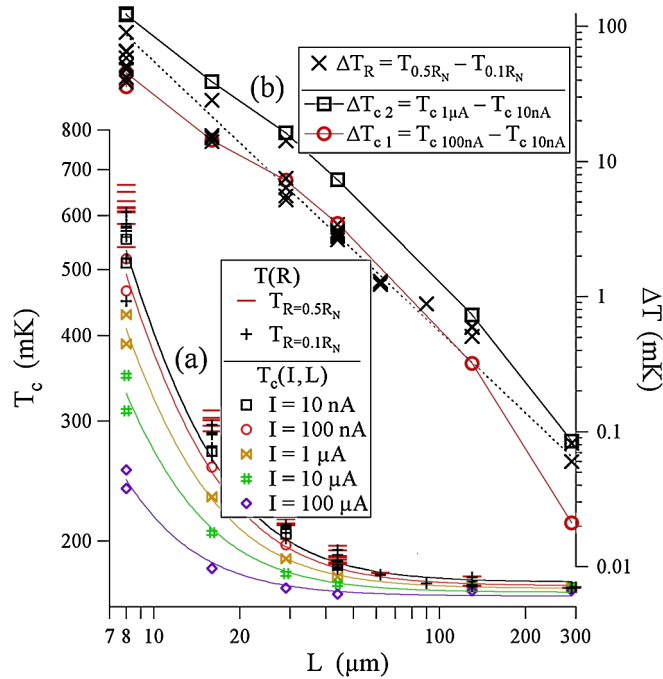 (b)
ΔT_R = T_0.5R_N − T_0.1R_N
ΔT_c 2 = T_c 1μA − T_c 10nA
ΔT_c 1 = T_c 100nA − T_c 10nA
100
10
1
0.1
0.01
ΔT (mK)
800
700
600
500
400
300
200
T_c (mK)
(a)
T(R)
T_R=0.5R_N
T_R=0.1R_N
T_c(I,L)
I = 10 nA
I = 100 nA
I = 1 μA
I = 10 μA
I = 100 μA
7 8 10 20 100 200 300
L (μm)